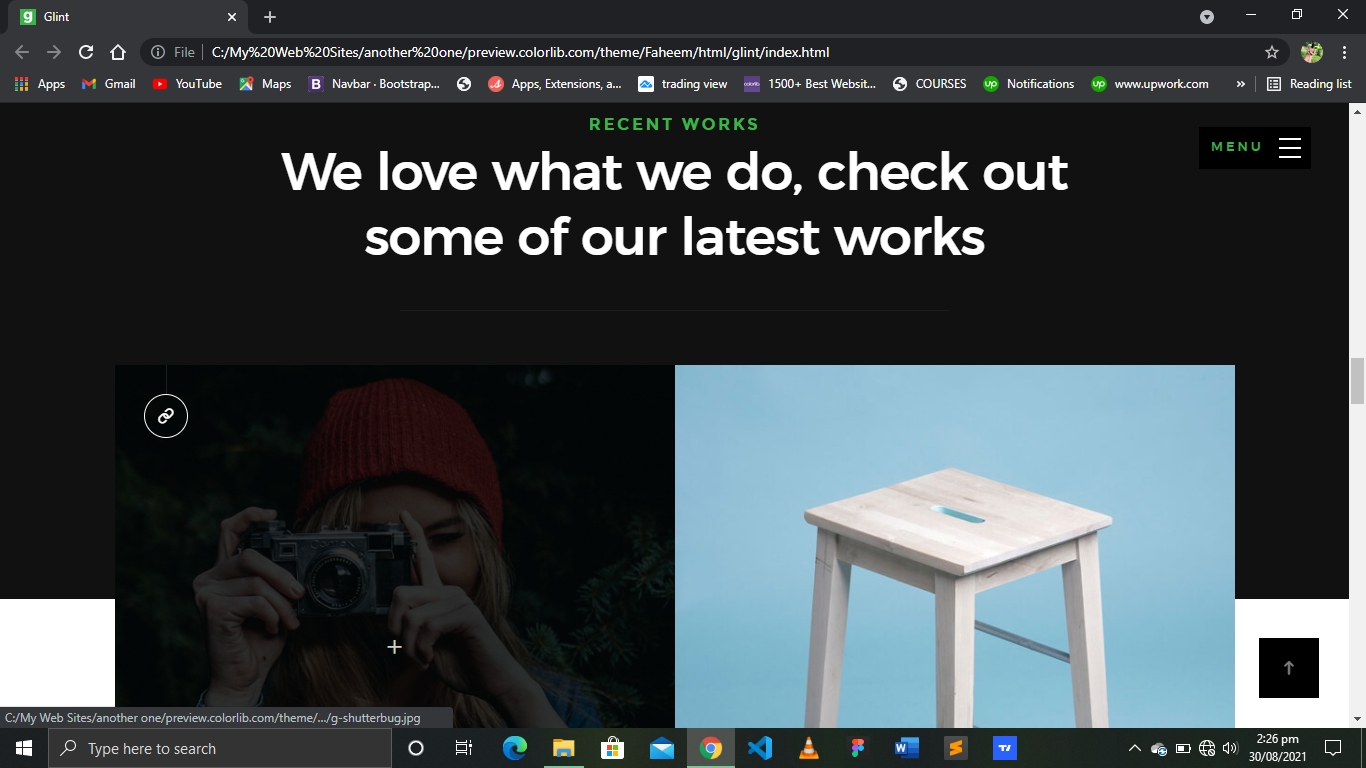 g Glint
File C:/My%20Web%20Sites/another%20one/preview.colorlib.com/theme/Faheem/html/glint/index.html
Apps Gmail YouTube Maps B Navbar · Bootstrap... Apps, Extensions, a... trading view colorlib 1500+ Best Websit... COURSES up Notifications up www.upwork.com » Reading list
RECENT WORKS
MENU
We love what we do, check out
some of our latest works
C:/My Web Sites/another one/preview.colorlib.com/theme/.../g-shutterbug.jpg
Type here to search
2:26 pm
30/08/2021